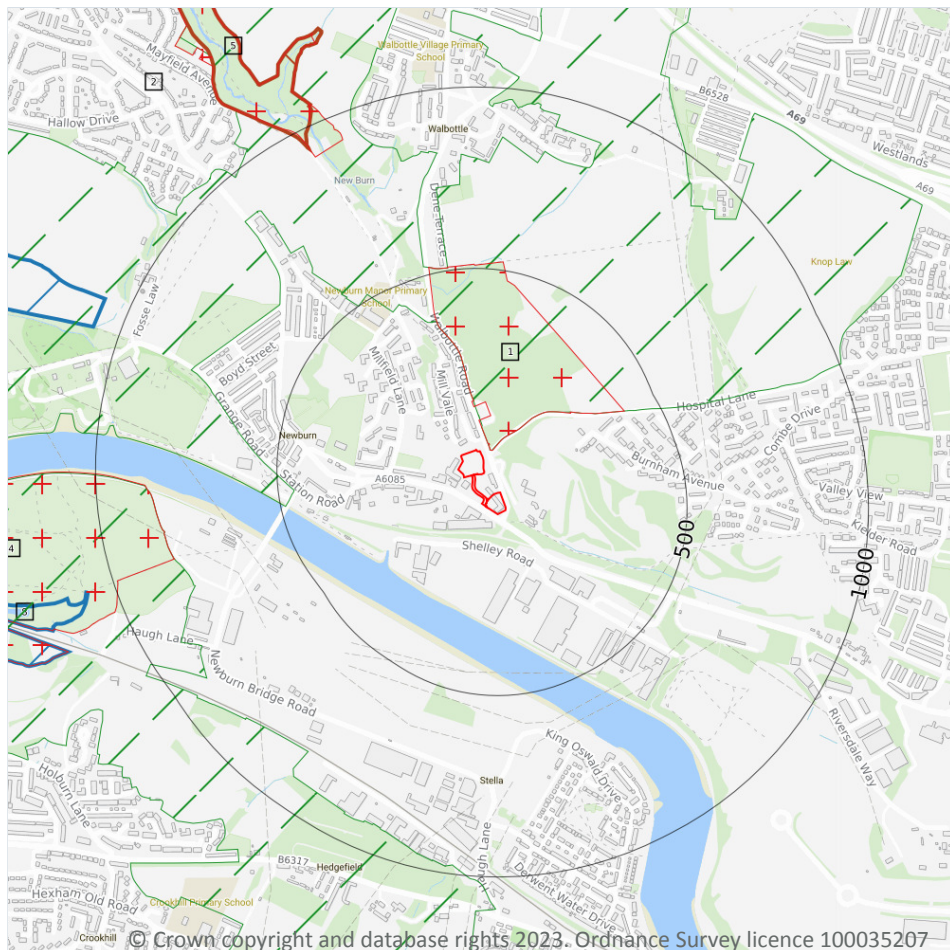 5
Walbottle Village Primary
School
Mayfield Avenue
2
B6528
Hallow Drive
A69
Walbottle
Westlands
New Burn
A69
Dene Terrace
Knop Law
Fosse Law
Newburn Manor Primary
School
Walbottle Road
1
Boyd Street
Millfield Lane
Mill Vale
Hospital Lane
Combe Drive
Grange Road
Newburn
Burnham Avenue
Station Road
A6085
Valley View
Kielder Road
500
4
Shelley Road
1000
Haugh Lane
Newburn Bridge Road
Riversdale Way
King Oswald Drive
Holburn Lane
Stella
Haugh Lane
B6317
Hedgefield
Derwent Water Drive
Hexham Old Road
Crookhill Primary School
Crookhill
© Crown copyright and database rights 2023. Ordnance Survey licence 100035207